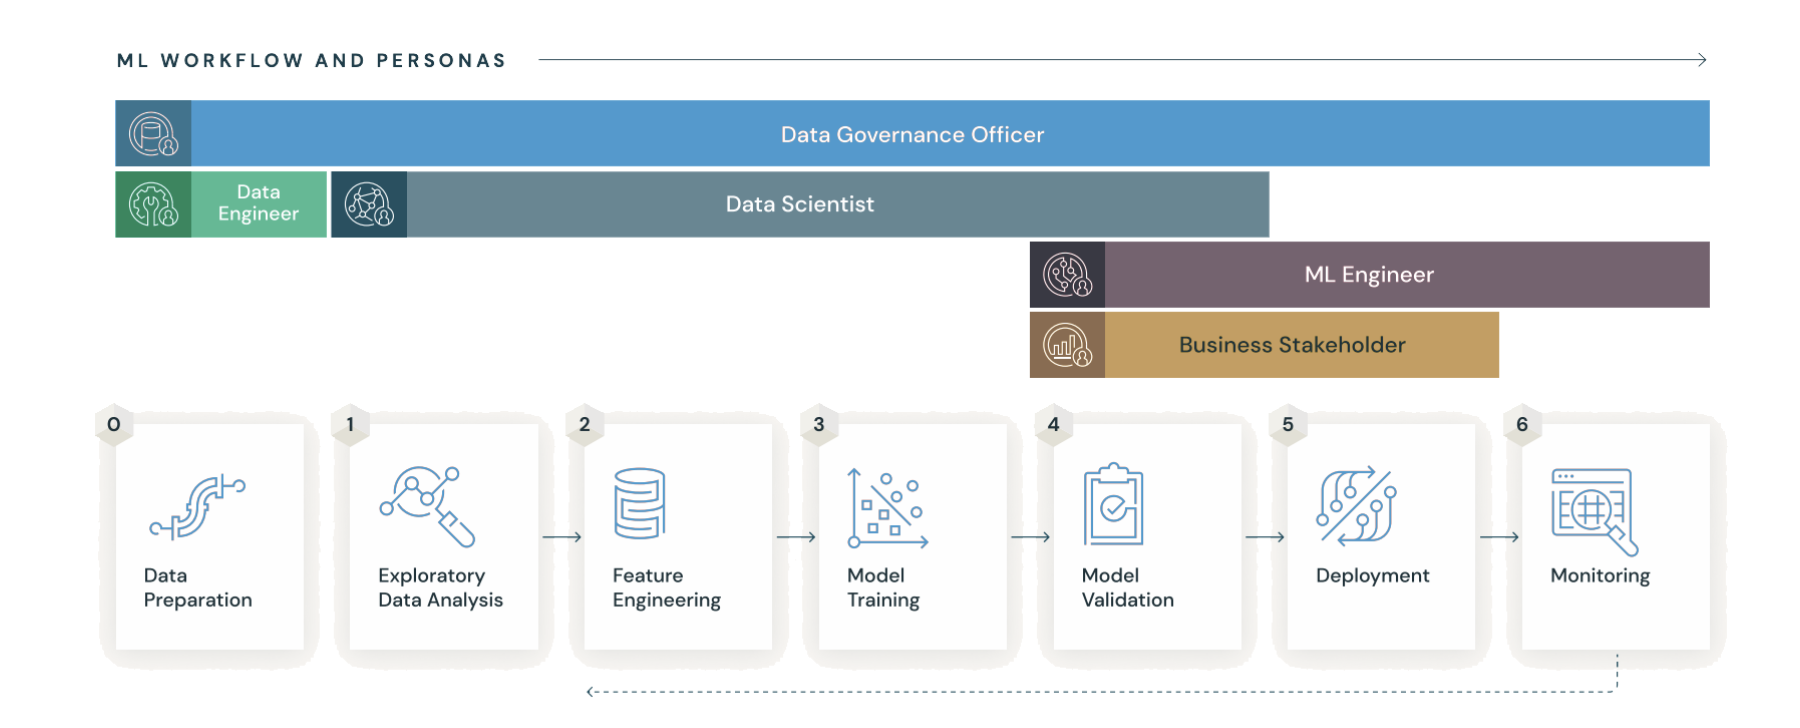 ML WORKFLOW AND PERSONAS
Data Governance Officer
Data
Engineer
Data Scientist
ML Engineer
Business Stakeholder
0
Data
Preparation
1
Exploratory
Data Analysis
2
Feature
Engineering
3
Model
Training
4
Model
Validation
5
Deployment
6
Monitoring